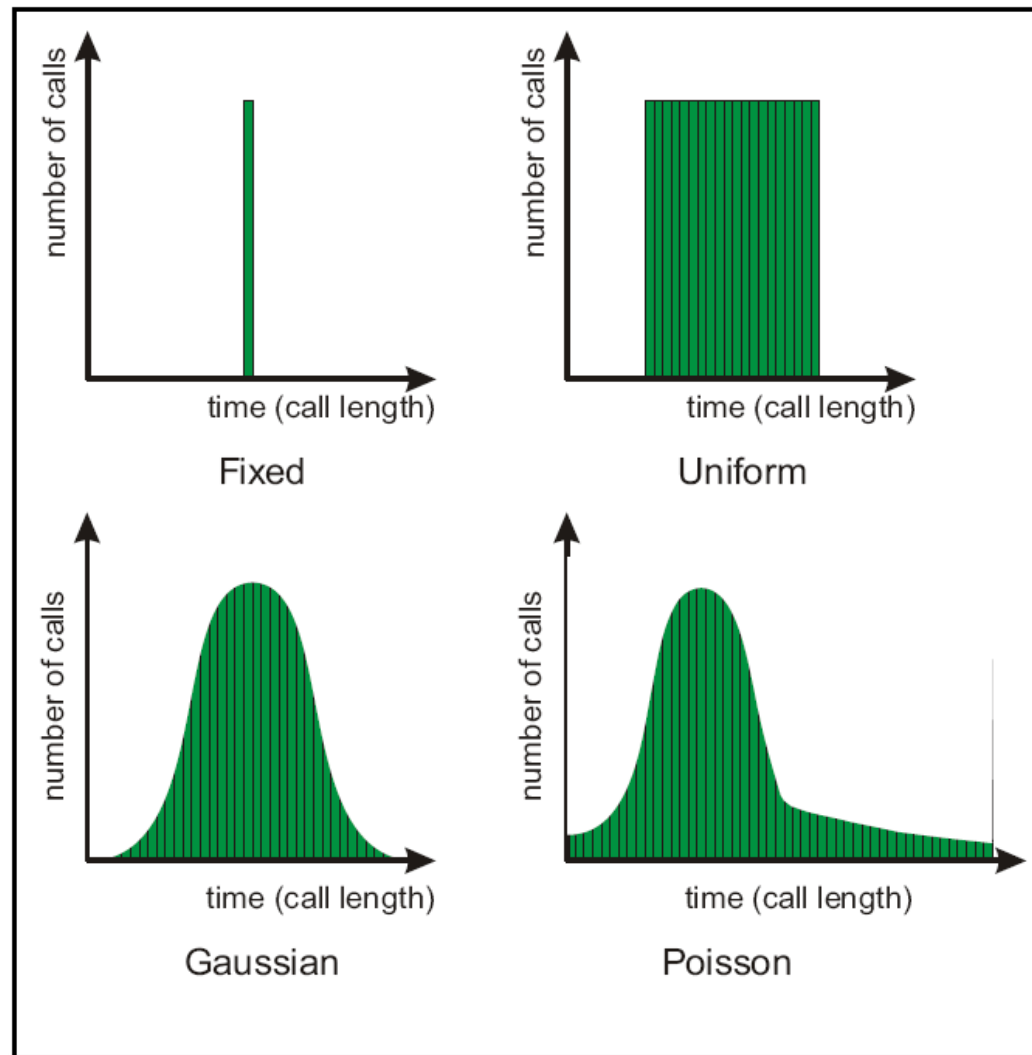 number of calls
time (call length)
Fixed
number of calls
time (call length)
Uniform
number of calls
time (call length)
Gaussian
number of calls
time (call length)
Poisson